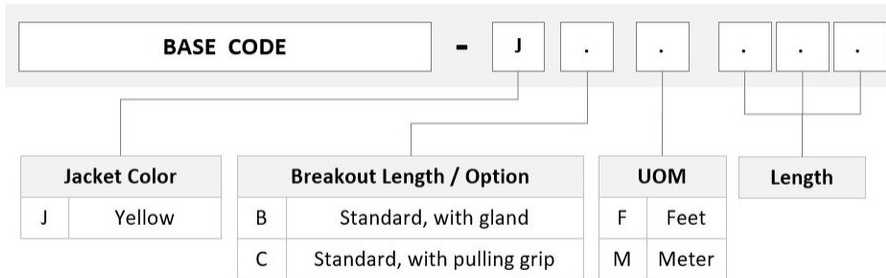 BASE CODE - J . . . . .
Jacket Color
J Yellow
Breakout Length / Option
B Standard, with gland
C Standard, with pulling grip
UOM
F Feet
M Meter
Length